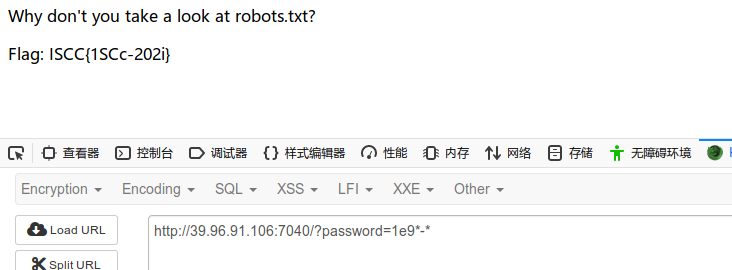 Why don't you take a look at robots.txt?
Flag: ISCC{1SCc-202i}
查看器 控制台 调试器 样式编辑器 性能 内存 网络 存储 无障碍环境
Encryption Encoding SQL XSS LFI XXE Other
Load URL http://39.96.91.106:7040/?password=1e9*-*
Split URL